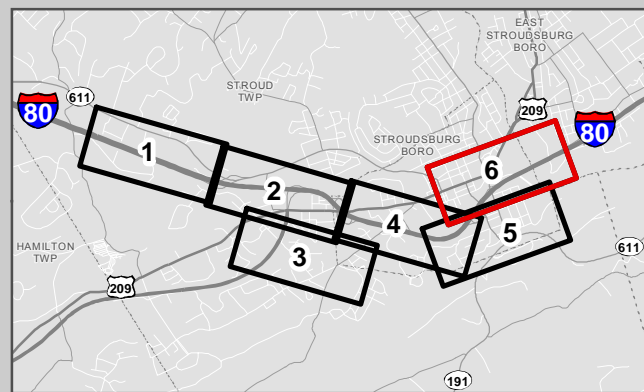 EAST
STROUDSBURG
BORO
611
80
STROUD
TWP
209
80
STROUDSBURG
BORO
1
6
2
4
5
3
HAMILTON
TWP
611
209
191